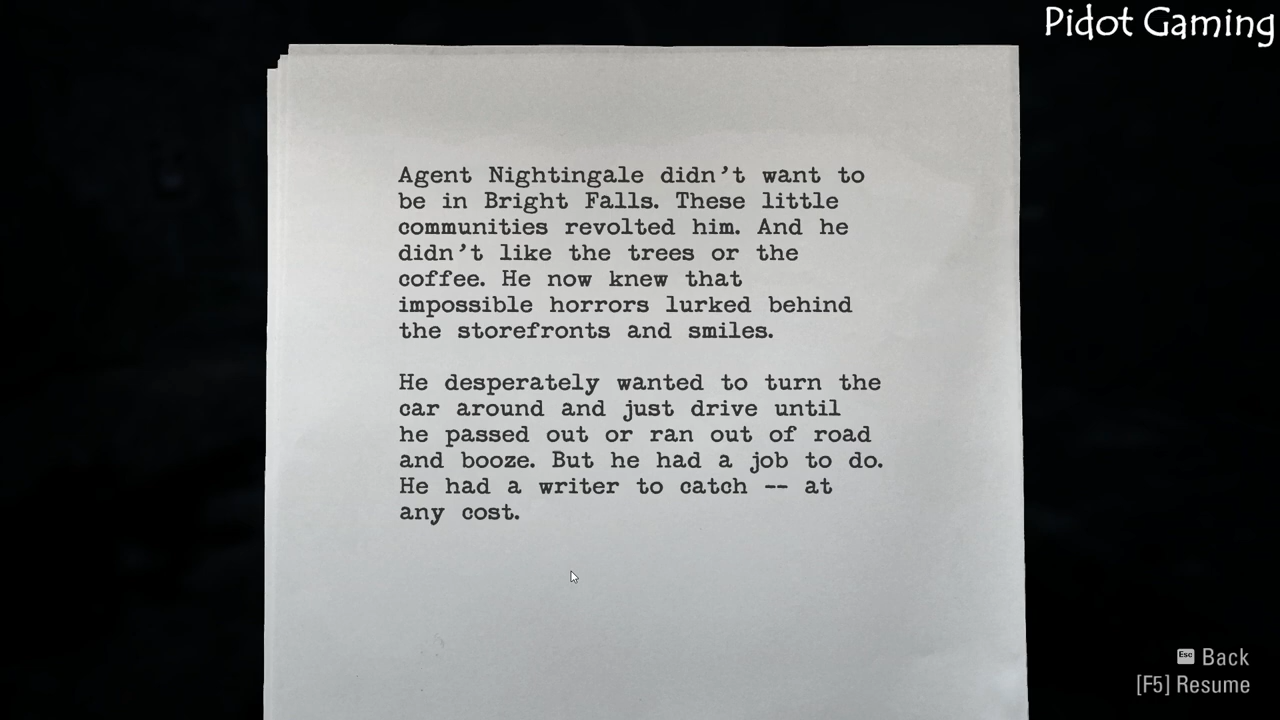 Pidot Gaming
Agent Nightingale didn’t want to
be in Bright Falls. These little
communities revolted him. And he
didn’t like the trees or the
coffee. He now knew that
impossible horrors lurked behind
the storefronts and smiles.
He desperately wanted to turn the
car around and just drive until
he passed out or ran out of road
and booze. But he had a job to do.
He had a writer to catch -- at
any cost.
Esc Back
[F5] Resume